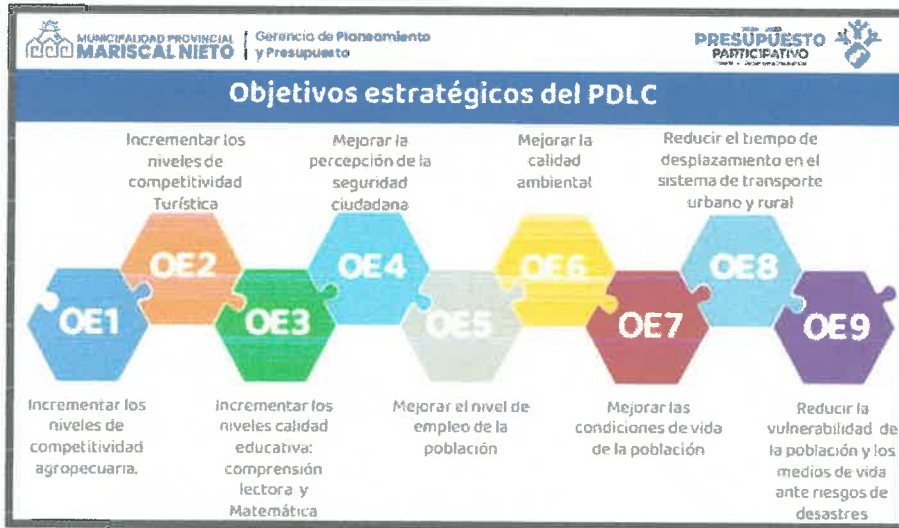 MUNICIPALIDAD PROVINCIAL
MARISCAL NIETO
Gerencia de Planeamiento
y Presupuesto
PRESUPUESTO
PARTICIPATIVO
Objetivos estratégicos del PDLC
Incrementar los
niveles de
competitividad
Turística
Mejorar la
percepción de la
seguridad
ciudadana
Mejorar la
calidad
ambiental
Reducir el tiempo de
desplazamiento en el
sistema de transporte
urbano y rural
OE1
OE2
OE3
OE4
OE5
OE6
OE7
OE8
OE9
Incrementar los
niveles de
competitividad
agropecuaria.
Incrementar los
niveles calidad
educativa:
comprensión
lectora y
Matemática
Mejorar el nivel de
empleo de la
población
Mejorar las
condiciones de vida
de la población
Reducir la
vulnerabilidad de
la población y los
medios de vida
ante riesgos de
desastres